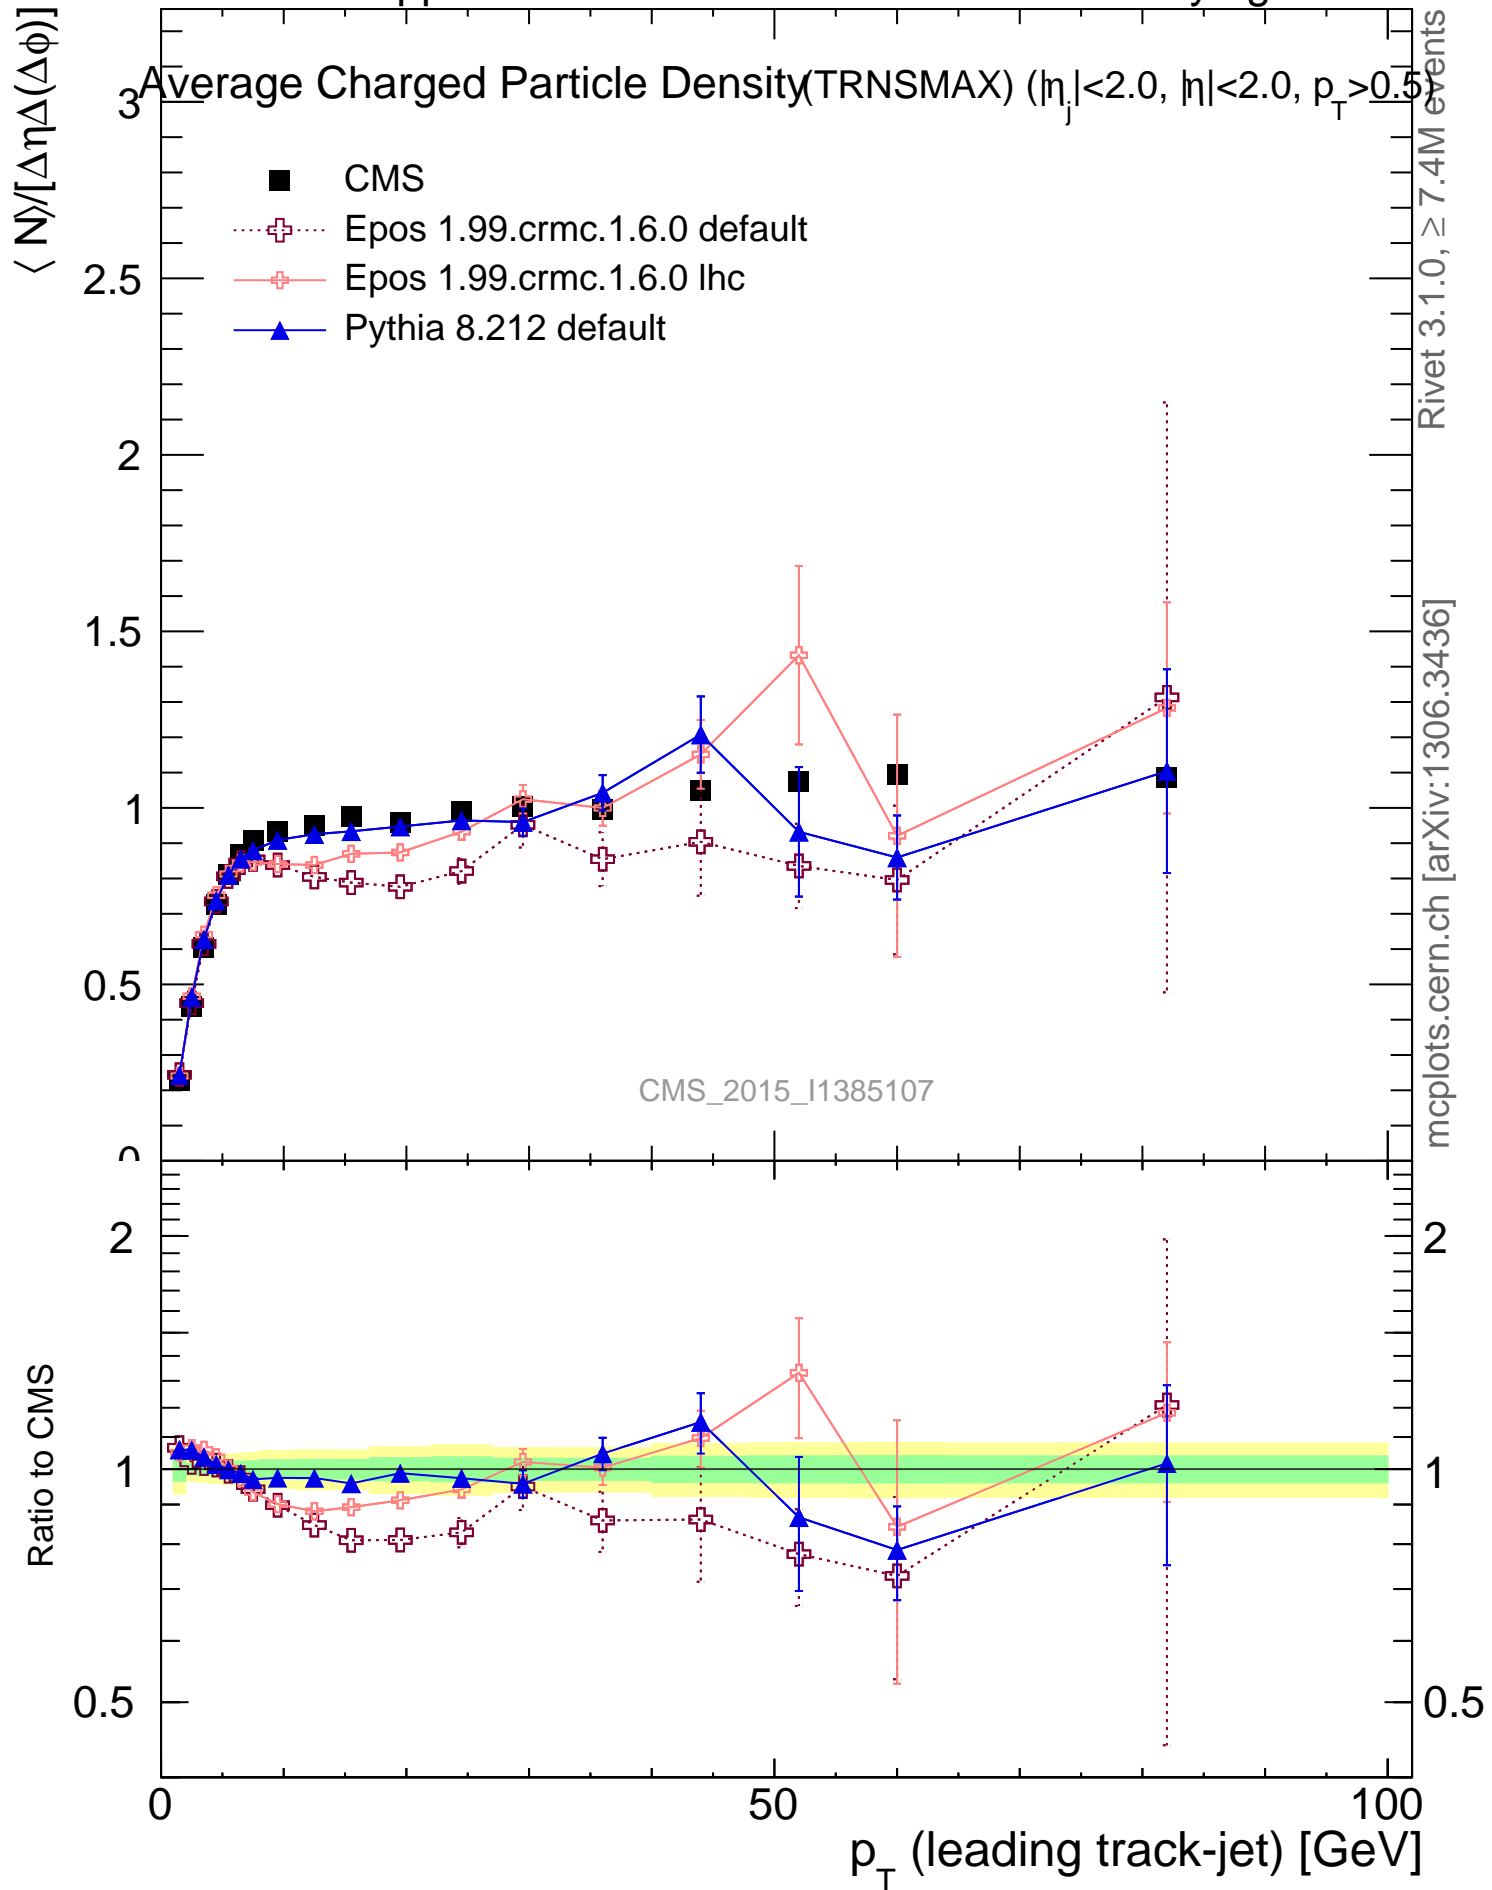 Average Charged Particle Density (TRNSMAX) (|η_j|<2.0, |η|<2.0, p_T>0.5)
⟨ N⟩/[ΔηΔ(Δϕ)]
CMS
Epos 1.99.crmc.1.6.0 default
Epos 1.99.crmc.1.6.0 lhc
Pythia 8.212 default
3
2.5
2
1.5
1
0.5
0
CMS_2015_I1385107
Rivet 3.1.0, ≥ 7.4M events
mcplots.cern.ch [arXiv:1306.3436]
Ratio to CMS
2
1
0.5
2
1
0.5
0
50
100
p_T (leading track-jet) [GeV]